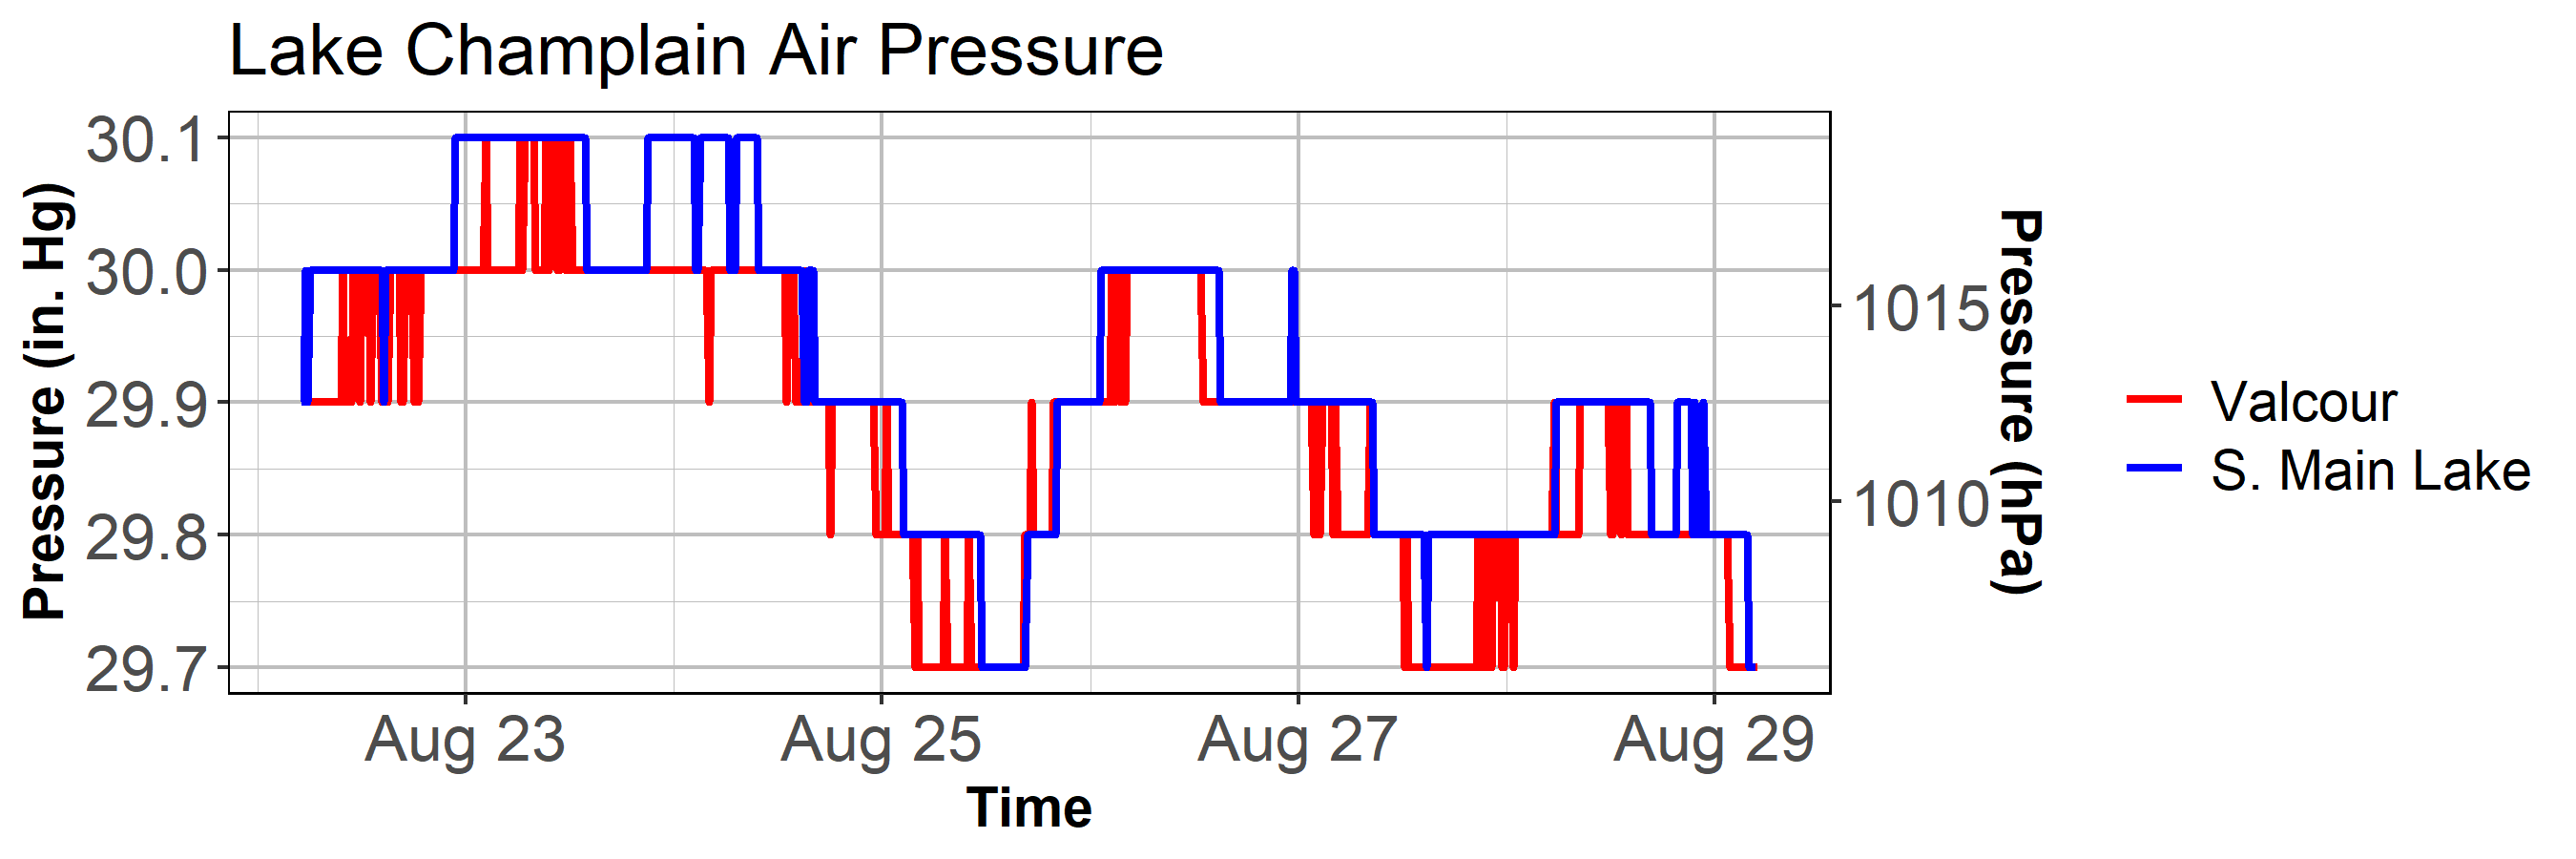 Lake Champlain Air Pressure
Pressure (in. Hg)
30.1
30.0
29.9
29.8
29.7
Aug 23
Aug 25
Aug 27
Aug 29
Time
1015
1010
Pressure (hPa)
Valcour
S. Main Lake